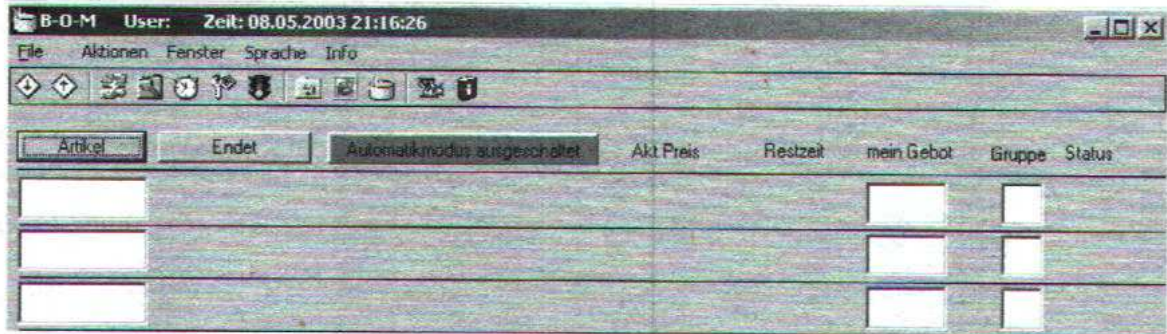 B-O-M User: Zeit: 08.05.2003 21:16:26
File Aktionen Fenster Sprache Info
Artikel Endet Automatikmodus ausgeschaltet Akt Preis Restzeit mein Gebot Gruppe Status